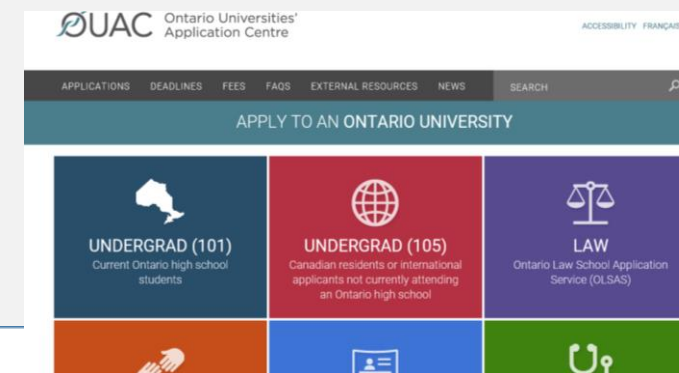 OUAC Ontario Universities'
Application Centre
ACCESSIBILITY FRANÇAIS
APPLICATIONS DEADLINES FEES FAQS EXTERNAL RESOURCES NEWS SEARCH
APPLY TO AN ONTARIO UNIVERSITY
UNDERGRAD (101)
Current Ontario high school
students
UNDERGRAD (105)
Canadian residents or international
applicants not currently attending
an Ontario high school
LAW
Ontario Law School Application
Service (OLSAS)